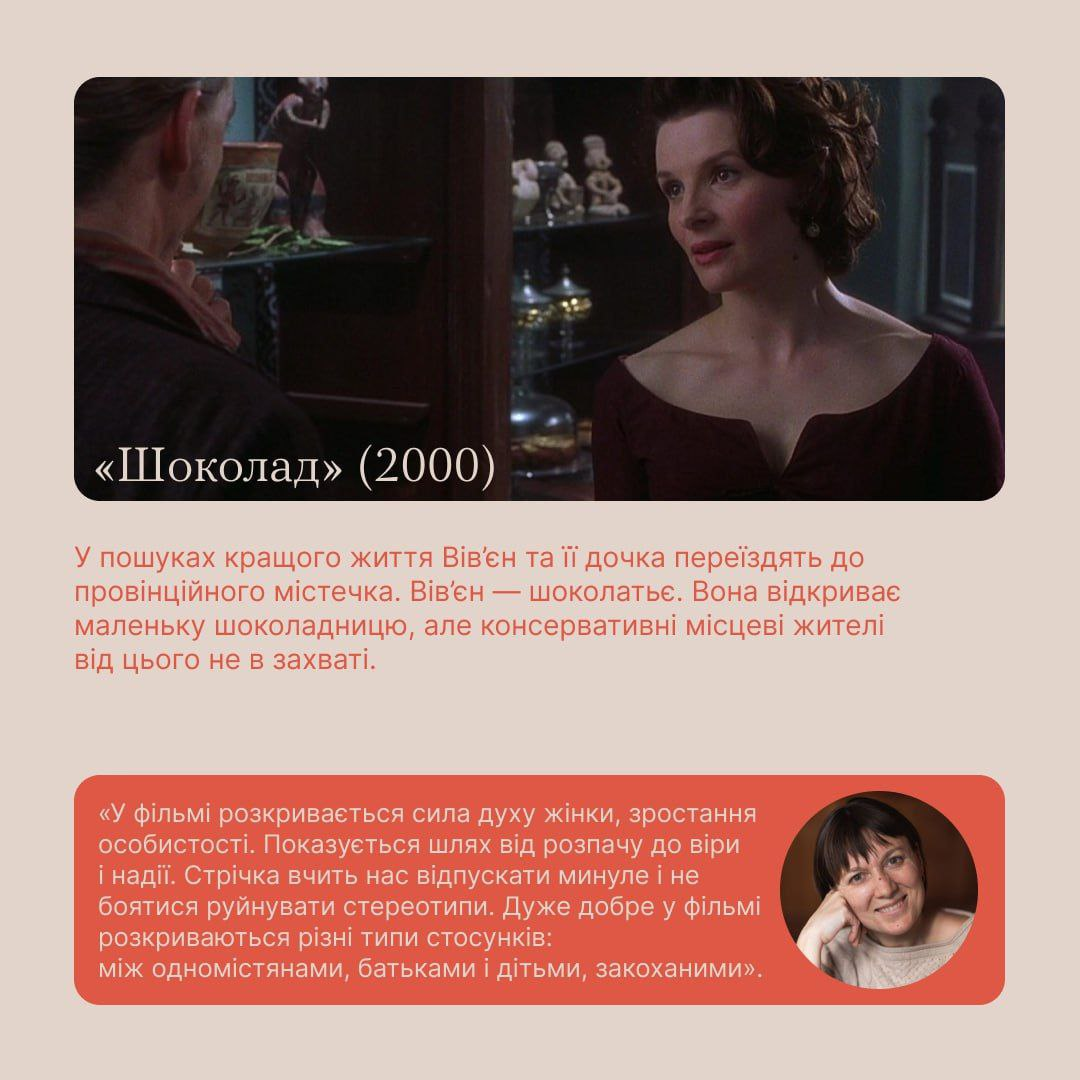 «Шоколад» (2000)
У пошуках кращого життя Вів’єн та її дочка переїздять до
провінційного містечка. Вів’єн — шоколатьє. Вона відкриває
маленьку шоколадницю, але консервативні місцеві жителі
від цього не в захваті.
«У фільмі розкривається сила духу жінки, зростання
особистості. Показується шлях від розпачу до віри
і надії. Стрічка вчить нас відпускати минуле і не
боятися руйнувати стереотипи. Дуже добре у фільмі
розкриваються різні типи стосунків:
між одномістянами, батьками і дітьми, закоханими».